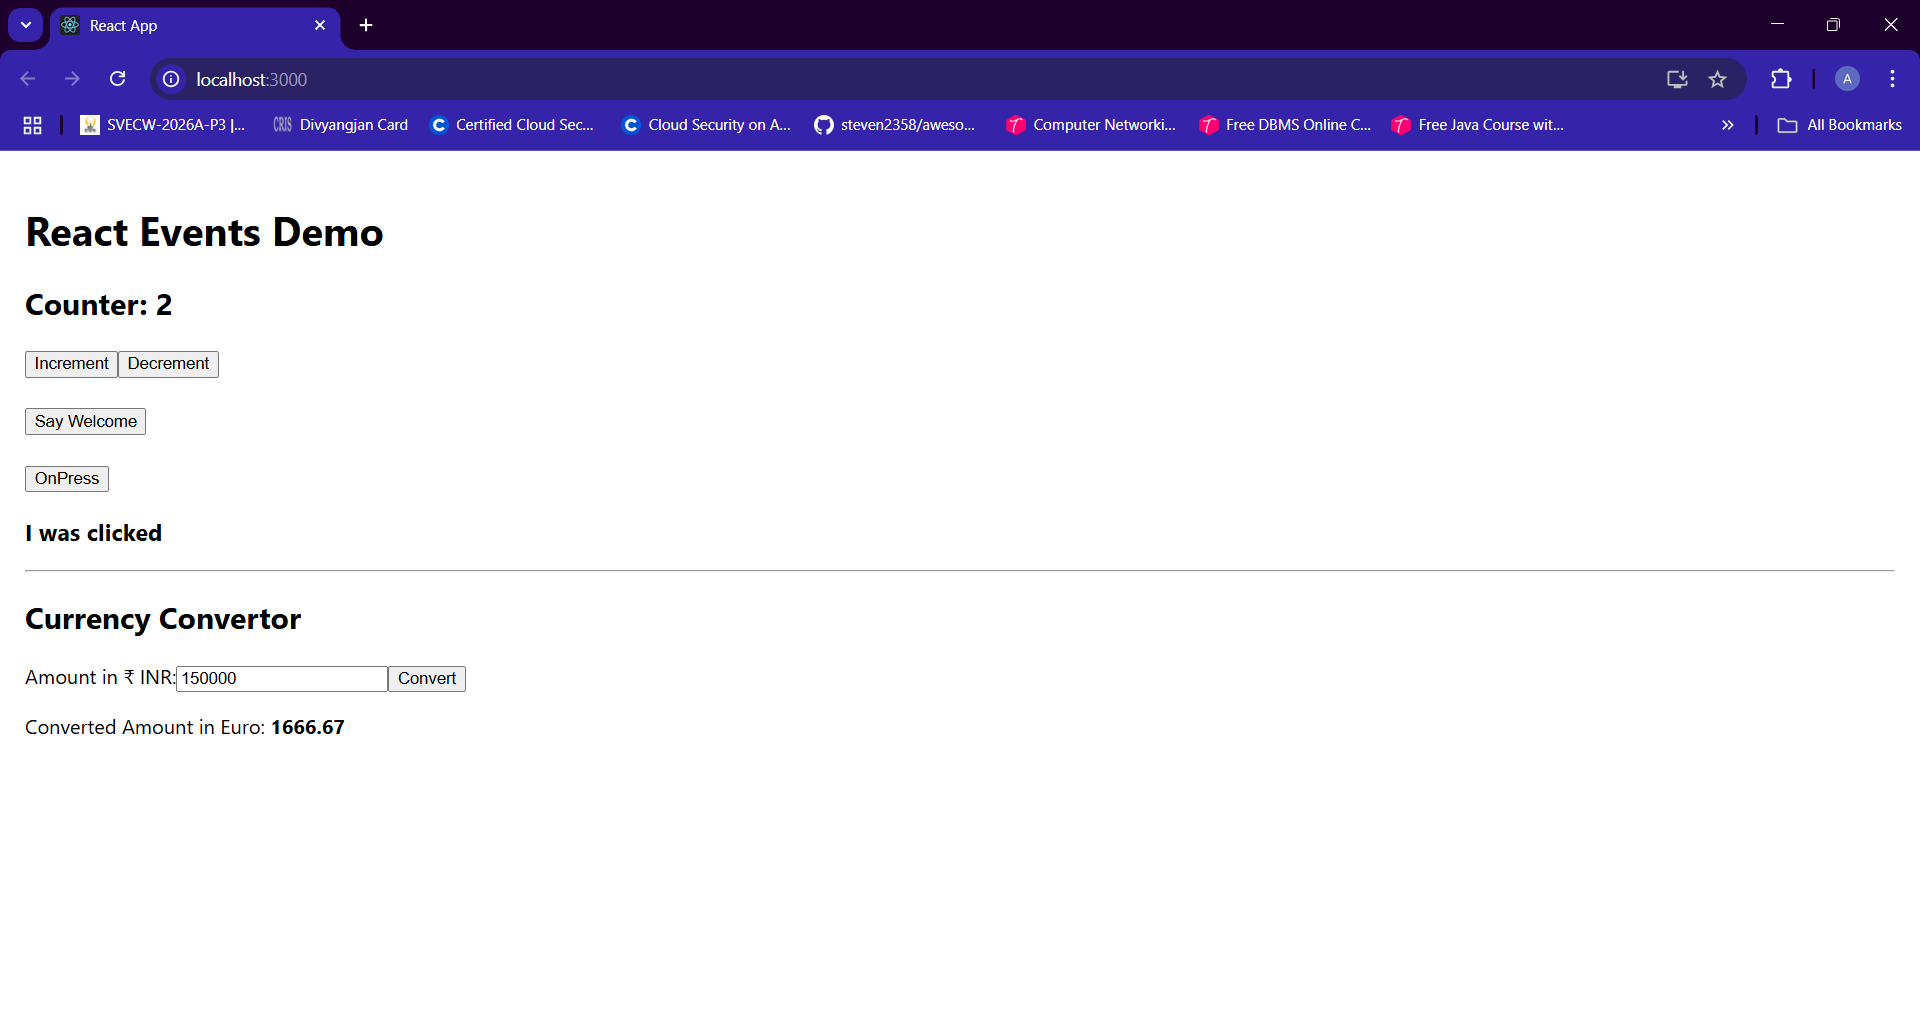 React App
localhost:3000
SVECW-2026A-P3 |...
CRIS Divyangjan Card
C Certified Cloud Sec...
C Cloud Security on A...
steven2358/aweso...
Computer Networki...
Free DBMS Online C...
Free Java Course wit...
All Bookmarks
A
React Events Demo
Counter: 2
Increment Decrement
Say Welcome
OnPress
I was clicked
Currency Convertor
Amount in ₹ INR: 150000 Convert
Converted Amount in Euro: 1666.67